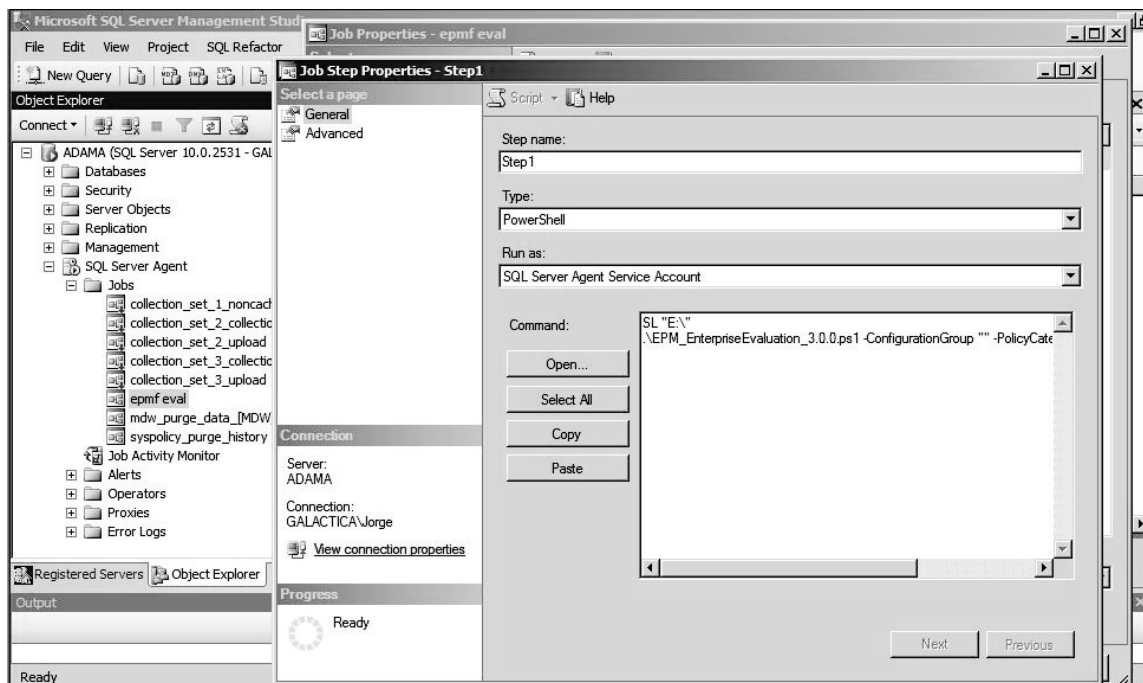 Microsoft SQL Server Management Stud
File Edit View Project SQL Refactor
New Query
Object Explorer
Connect
ADAMA (SQL Server 10.0.2531 - GAL
Databases
Security
Server Objects
Replication
Management
SQL Server Agent
Jobs
collection_set_1_noncach
collection_set_2_collectio
collection_set_2_upload
collection_set_3_collectio
collection_set_3_upload
epmf eval
mdw_purge_data_[MDW
syspolicy_purge_history
Job Activity Monitor
Alerts
Operators
Proxies
Error Logs
Registered Servers Object Explorer
Output
Ready
Job Properties - epmf eval
Job Step Properties - Step1
Select a page
General
Advanced
Connection
Server:
ADAMA
Connection:
GALACTICA\Jorge
View connection properties
Progress
Ready
Script Help
Step name:
Step1
Type:
PowerShell
Run as:
SQL Server Agent Service Account
Command:
Open...
Select All
Copy
Paste
SL "E:\"
.\EPM_EnterpriseEvaluation_3.0.0.ps1 -ConfigurationGroup "" -PolicyCate
Next Previous